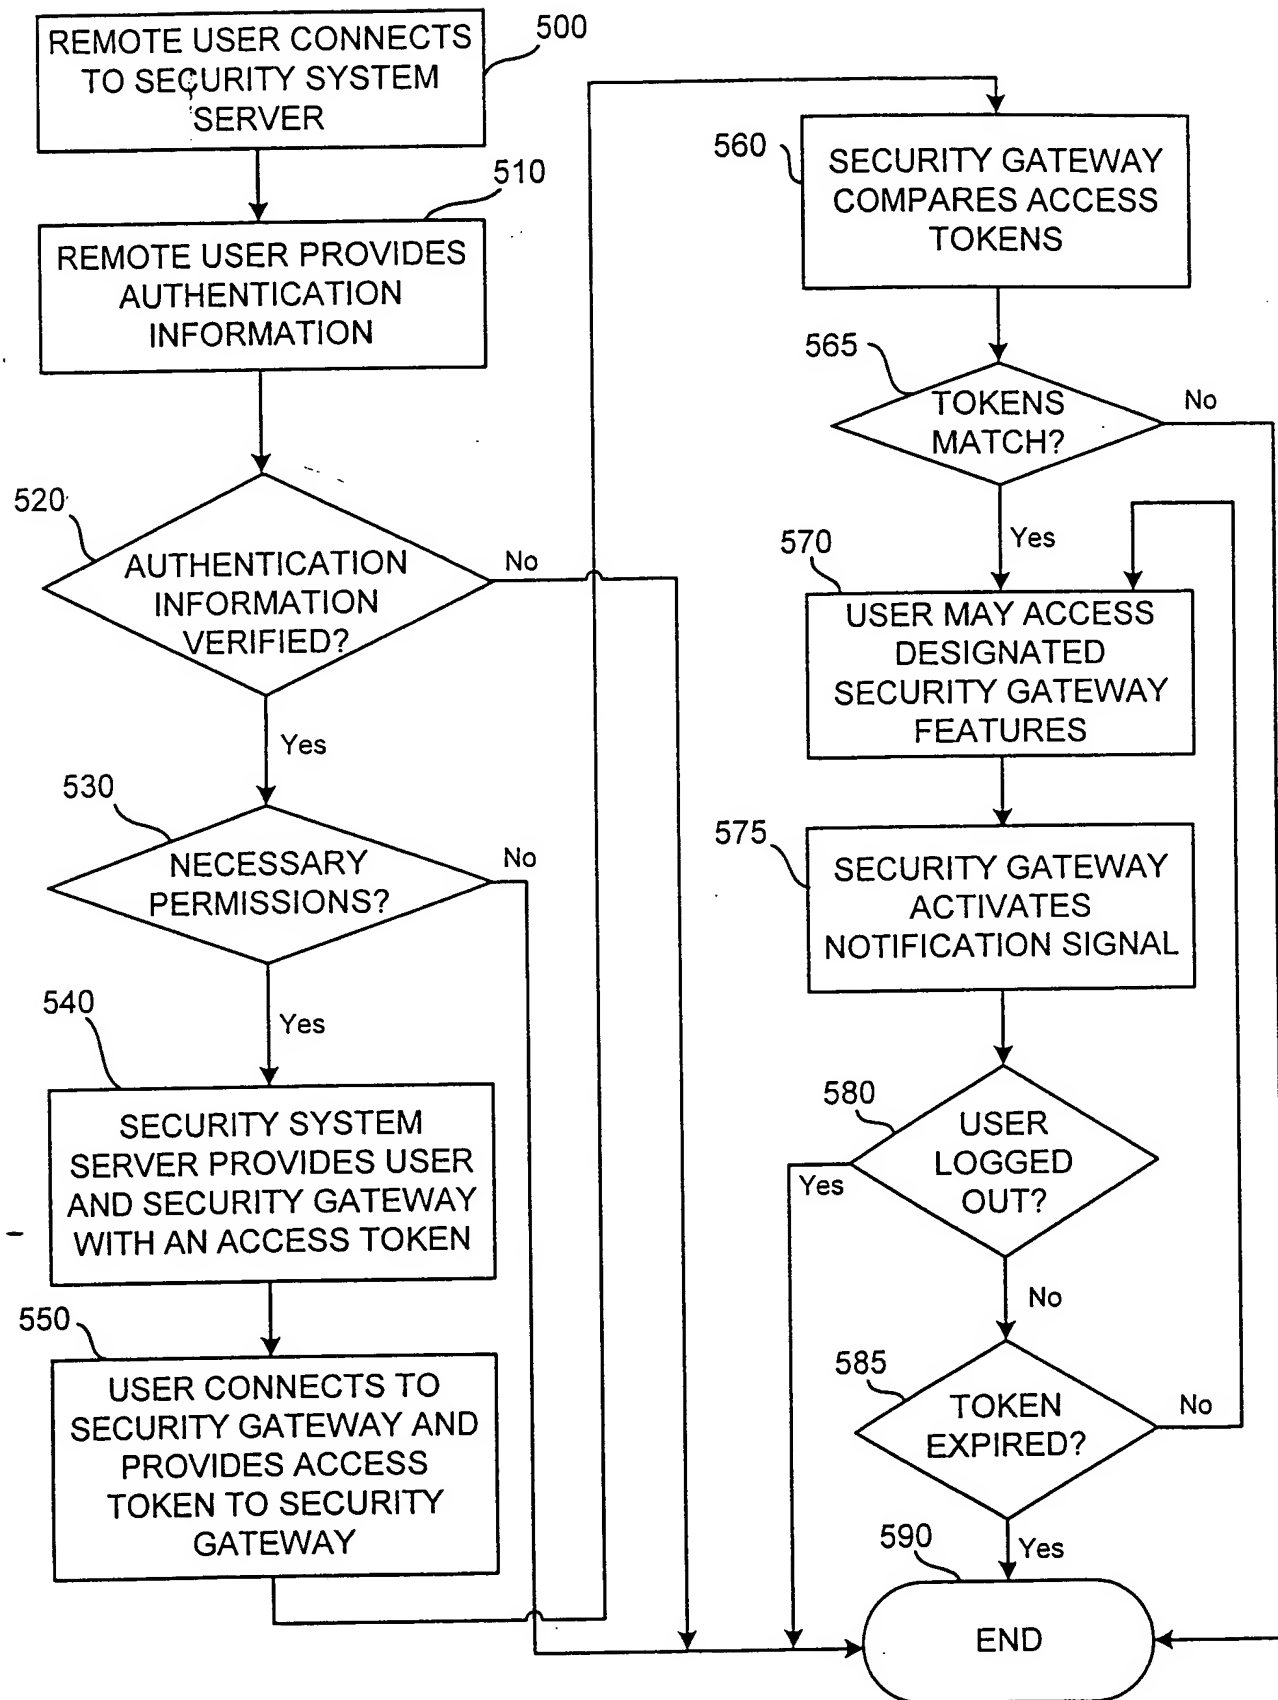 500
REMOTE USER CONNECTS
TO SECURITY SYSTEM
SERVER
510
REMOTE USER PROVIDES
AUTHENTICATION
INFORMATION
520
AUTHENTICATION
INFORMATION
VERIFIED?
No
Yes
530
NECESSARY
PERMISSIONS?
No
Yes
540
SECURITY SYSTEM
SERVER PROVIDES USER
AND SECURITY GATEWAY
WITH AN ACCESS TOKEN
550
USER CONNECTS TO
SECURITY GATEWAY AND
PROVIDES ACCESS
TOKEN TO SECURITY
GATEWAY
560
SECURITY GATEWAY
COMPARES ACCESS
TOKENS
565
TOKENS
MATCH?
No
Yes
570
USER MAY ACCESS
DESIGNATED
SECURITY GATEWAY
FEATURES
575
SECURITY GATEWAY
ACTIVATES
NOTIFICATION SIGNAL
580
USER
LOGGED
OUT?
Yes
No
585
TOKEN
EXPIRED?
No
Yes
590
END